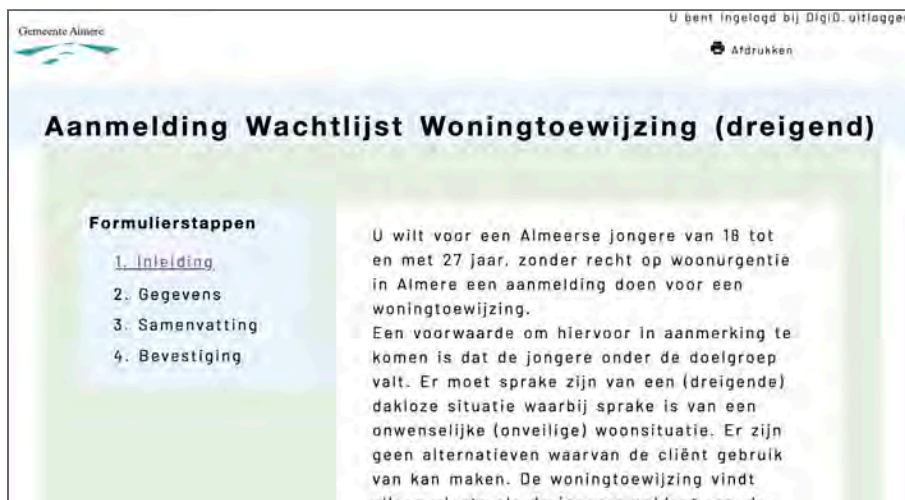 Gemeente Almere
U bent ingelogd bij DigiD. uitloggen
Afdrukken
Aanmelding Wachtlijst Woningtoewijzing (dreigend)
Formulierstappen
1. Inleiding
2. Gegevens
3. Samenvatting
4. Bevestiging
U wilt voor een Almeerse jongere van 18 tot
en met 27 jaar, zonder recht op woonurgentie
in Almere een aanmelding doen voor een
woningtoewijzing.
Een voorwaarde om hiervoor in aanmerking te
komen is dat de jongere onder de doelgroep
valt. Er moet sprake zijn van een (dreigende)
dakloze situatie waarbij sprake is van een
onwenselijke (onveilige) woonsituatie. Er zijn
geen alternatieven waarvan de cliënt gebruik
van kan maken. De woningtoewijzing vindt